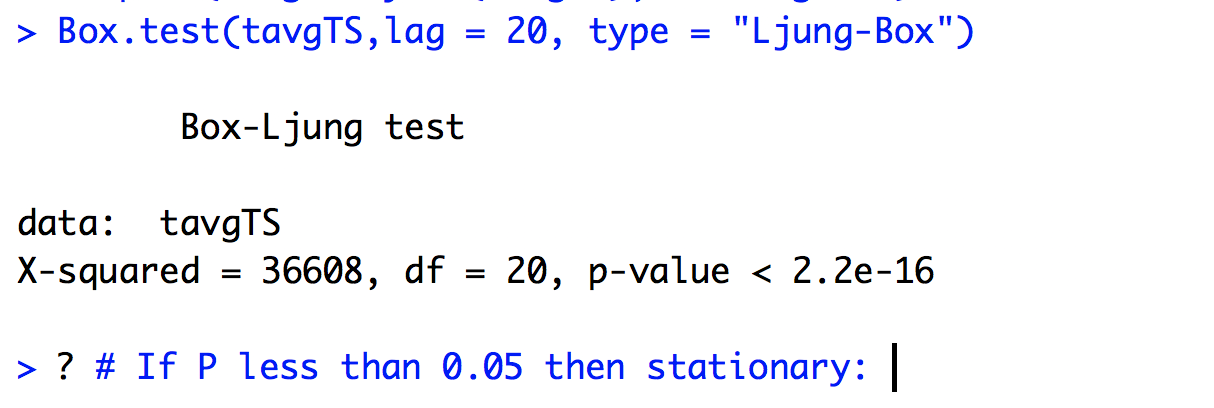 > Box.test(tavgTS,lag = 20, type = "Ljung-Box")
Box-Ljung test
data:  tavgTS
X-squared = 36608, df = 20, p-value < 2.2e-16
> ? # If P less than 0.05 then stationary: